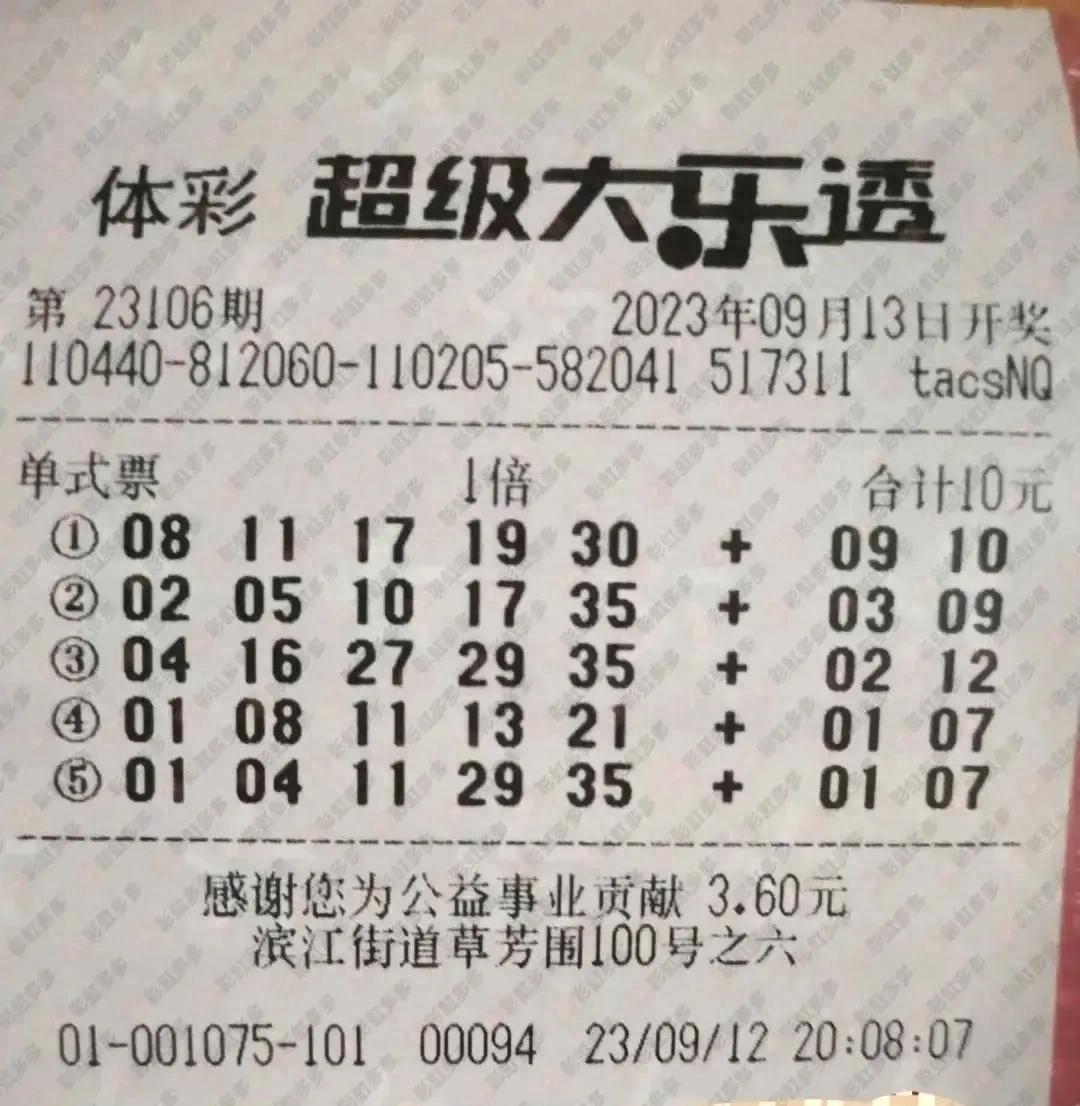 体彩 超级大乐透
第 23106期 2023年09月13日开奖
110440-812060-110205-582041 517311 tacsNQ
单式票 1倍 合计10元
① 08 11 17 19 30 + 09 10
② 02 05 10 17 35 + 03 09
③ 04 16 27 29 35 + 02 12
④ 01 08 11 13 21 + 01 07
⑤ 01 04 11 29 35 + 01 07
感谢您为公益事业贡献 3.60元
滨江街道草芳围100号之六
01-001075-101 00094 23/09/12 20:08:07